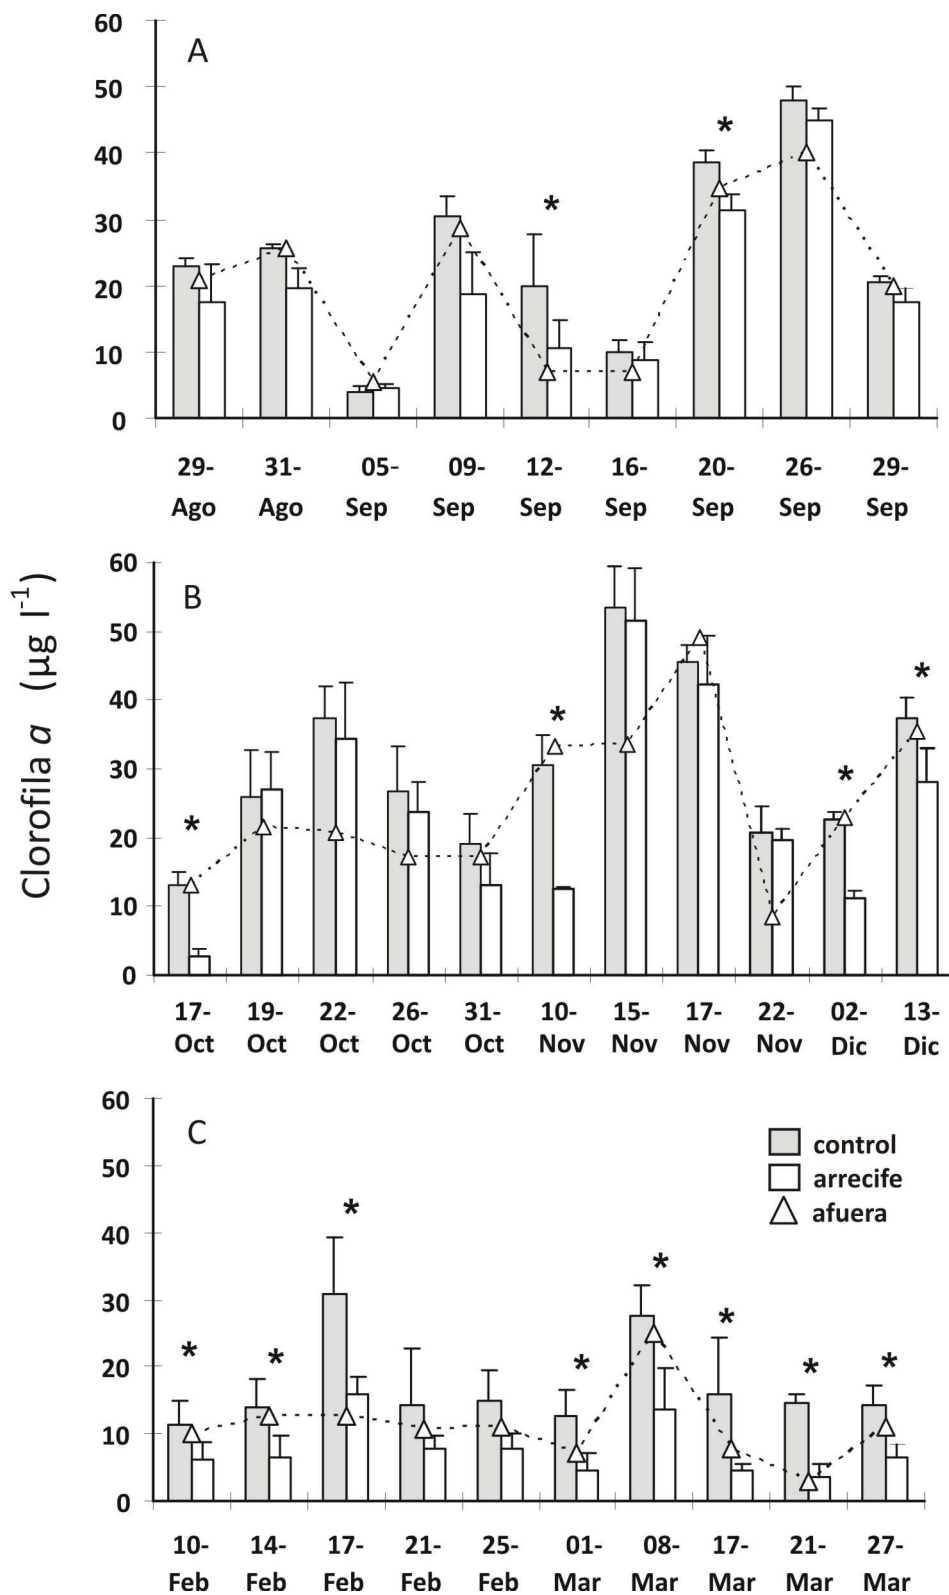 Clorofila a (µg l-1)
A
60
50
40
30
20
10
0
* *
29- 31- 05- 09- 12- 16- 20- 26- 29-
Ago Ago Sep Sep Sep Sep Sep Sep Sep
B
60
50
40
30
20
10
0
* * * *
17- 19- 22- 26- 31- 10- 15- 17- 22- 02- 13-
Oct Oct Oct Oct Oct Nov Nov Nov Nov Dic Dic
C
60
50
40
30
20
10
0
control
arrecife
afuera
* * * * * * * *
10- 14- 17- 21- 25- 01- 08- 17- 21- 27-
Feb Feb Feb Feb Feb Mar Mar Mar Mar Mar